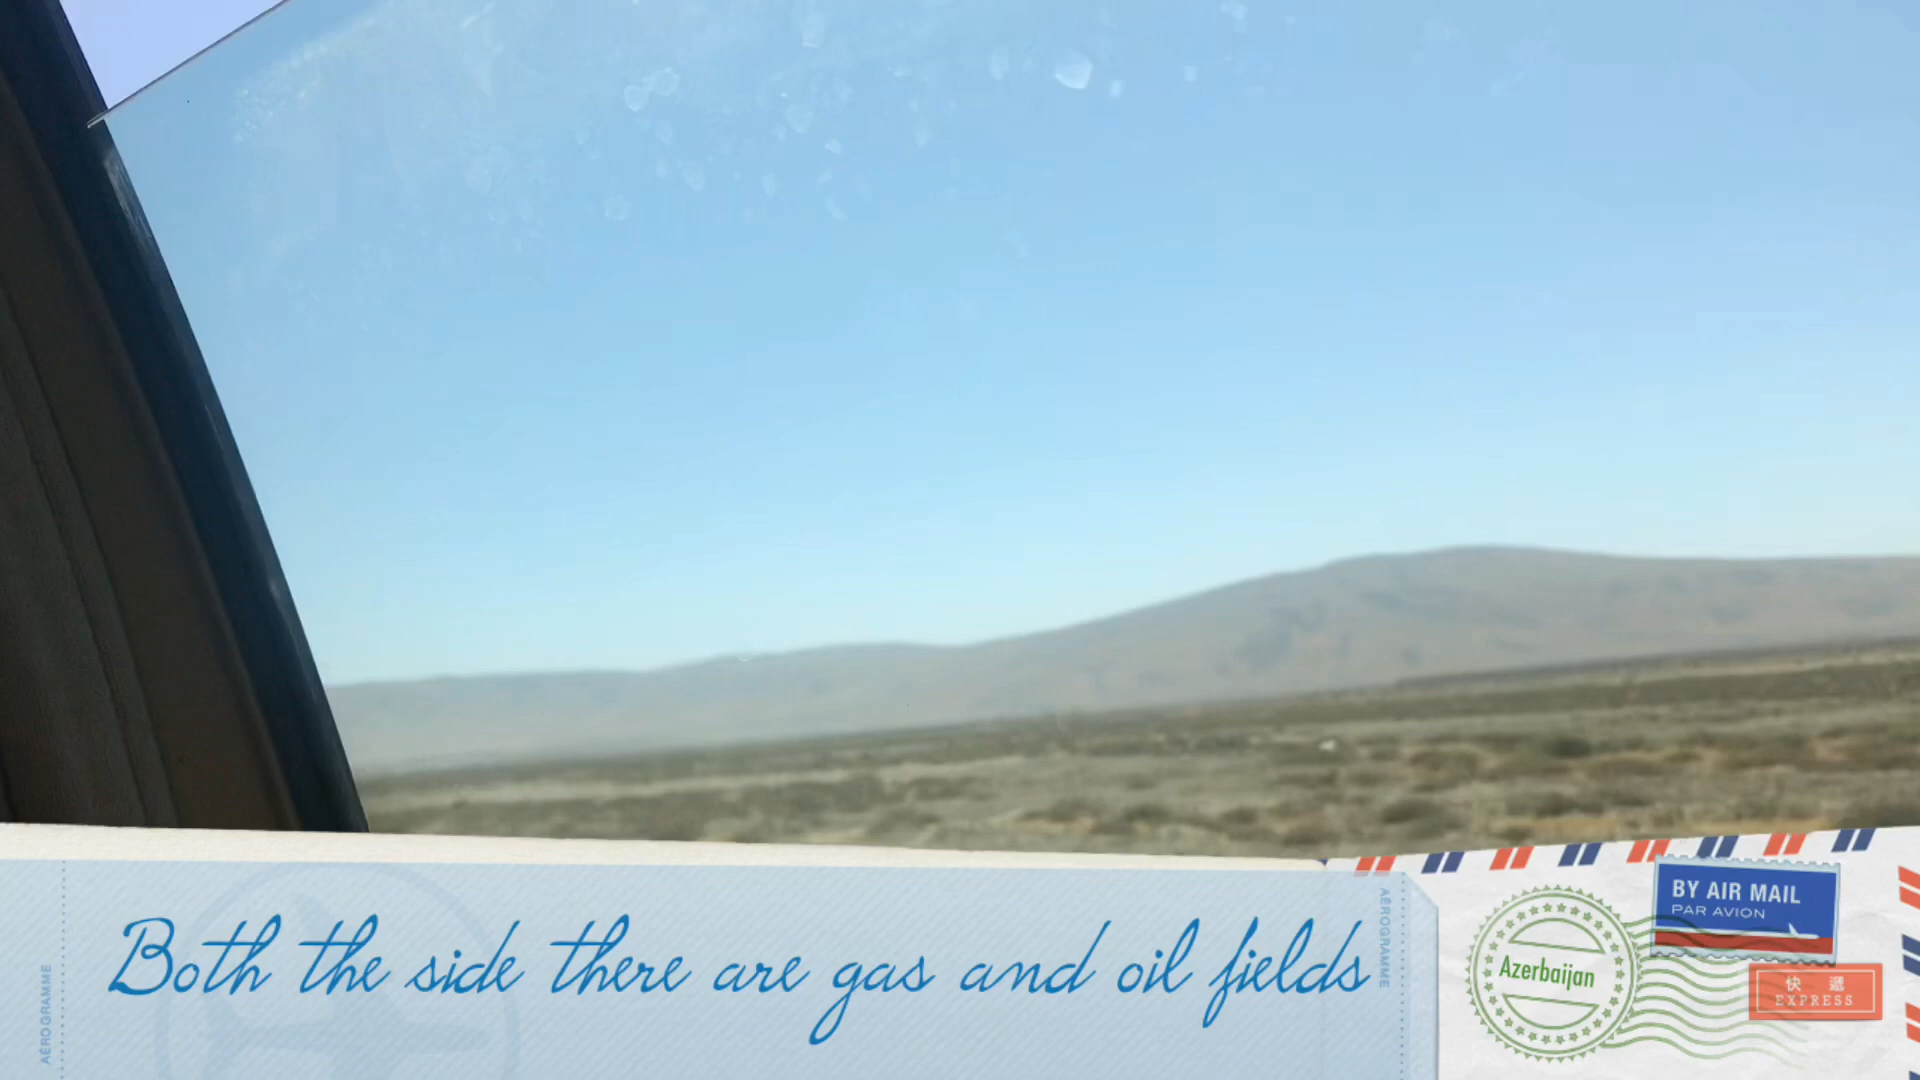 Both the side there are gas and oil fields
AÉROGRAMME
AÉROGRAMME
Azerbaijan
BY AIR MAIL
PAR AVION
快 遞
EXPRESS